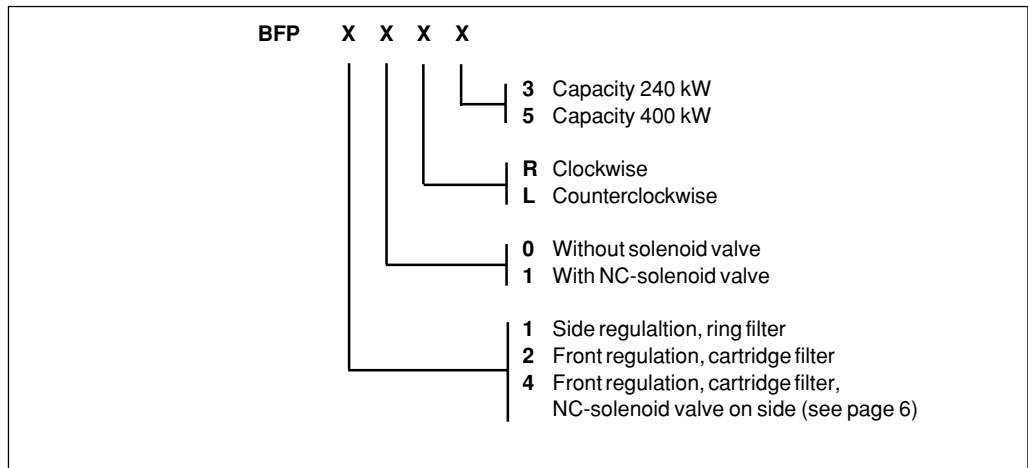 BFP X X X X
3 Capacity 240 kW
5 Capacity 400 kW
R Clockwise
L Counterclockwise
0 Without solenoid valve
1 With NC-solenoid valve
1 Side regulaltion, ring filter
2 Front regulation, cartridge filter
4 Front regulation, cartridge filter,
NC-solenoid valve on side (see page 6)